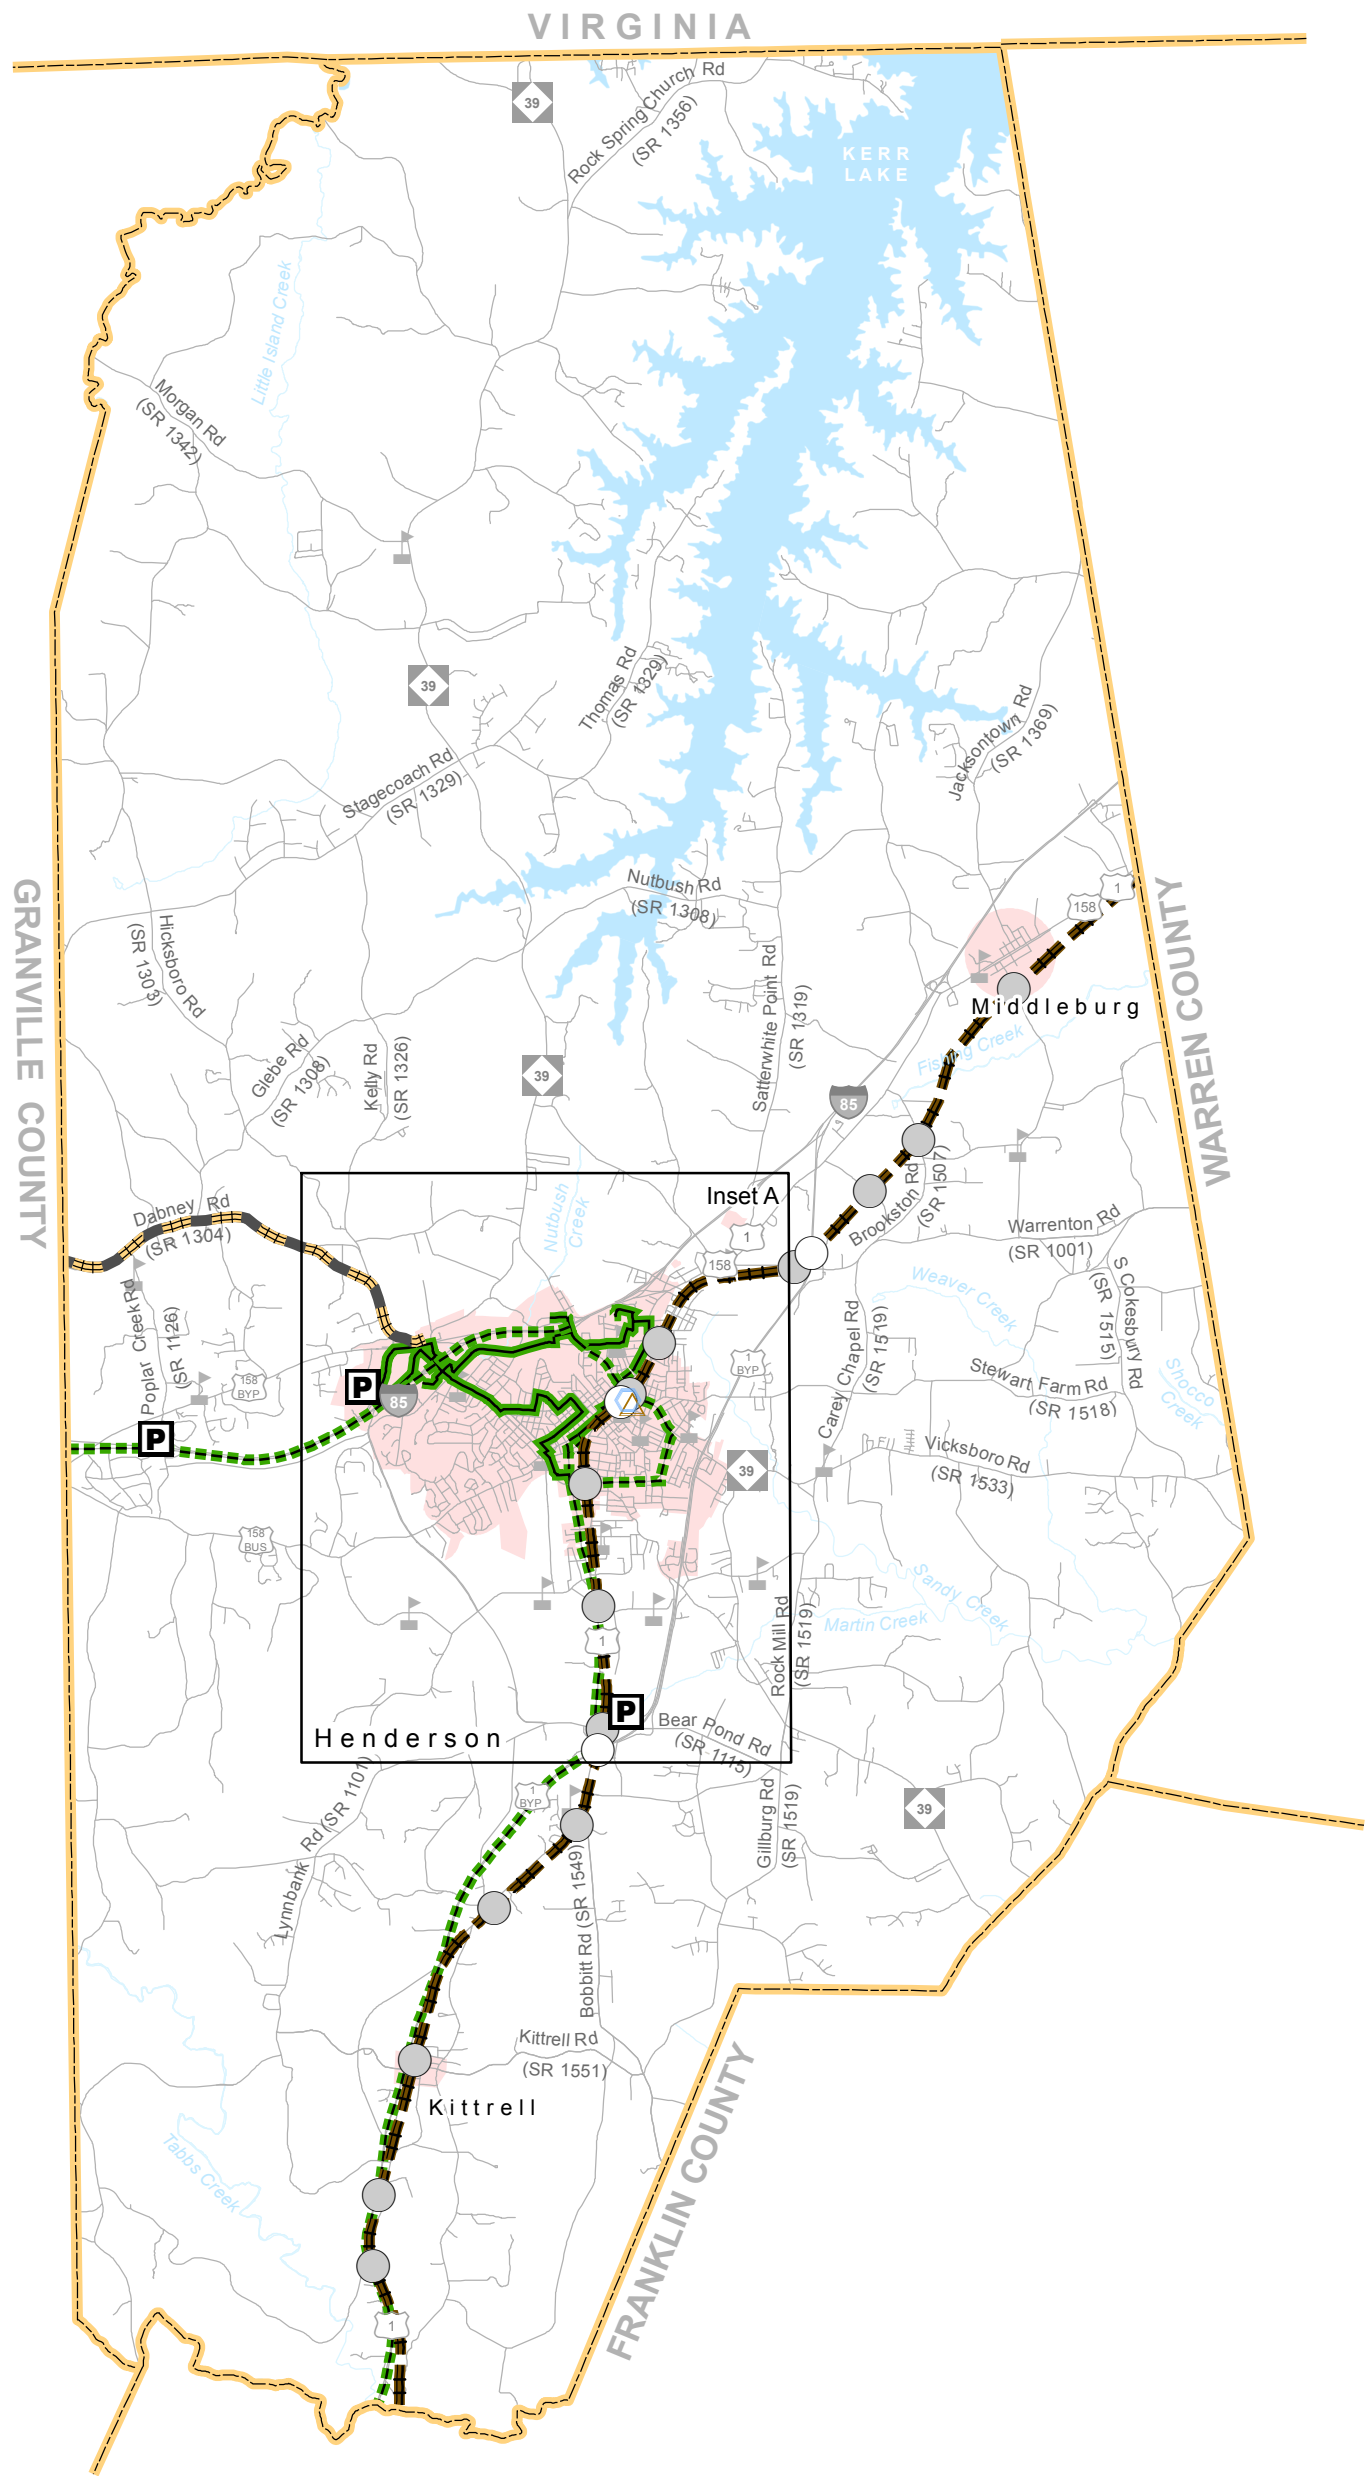 VIRGINIA
39
Rock Spring Church Rd
(SR 1356)
KERR
LAKE
Little Island Creek
Morgan Rd
(SR 1342)
39
Thomas Rd
(SR 1329)
Jacksontown Rd
(SR 1369)
Stagecoach Rd
(SR 1329)
GRANVILLE COUNTY
Nutbush Rd
(SR 1308)
158
1
WARREN COUNTY
Hicksboro Rd
(SR 1303)
Satterwhite Point Rd
(SR 1319)
Middleburg
Fishing Creek
Glebe Rd
(SR 1308)
Kelly Rd
(SR 1326)
39
85
Inset A
Nutbush
Creek
1
158
Brookston Rd
(SR 1507)
Dabney Rd
(SR 1304)
Warrenton Rd
(SR 1001)
S Cokesbury Rd
(SR 1515)
Weaver Creek
Poplar Creek Rd
(SR 1126)
158
BYP
P
85
1
BYP
Carey Chapel Rd
(SR 1519)
Stewart Farm Rd
(SR 1518)
Shocco
Creek
P
39
Vicksboro Rd
(SR 1533)
158
BUS
Sandy Creek
Martin Creek
Rock Mill Rd
(SR 1519)
1
P
Henderson
Bear Pond Rd
(SR 1115)
1
BYP
Gillburg Rd
(SR 1519)
39
Lynnbank Rd (SR 1101)
Bobbitt Rd (SR 1549)
Kittrell Rd
(SR 1551)
Kittrell
Tabbs Creek
FRANKLIN COUNTY
1